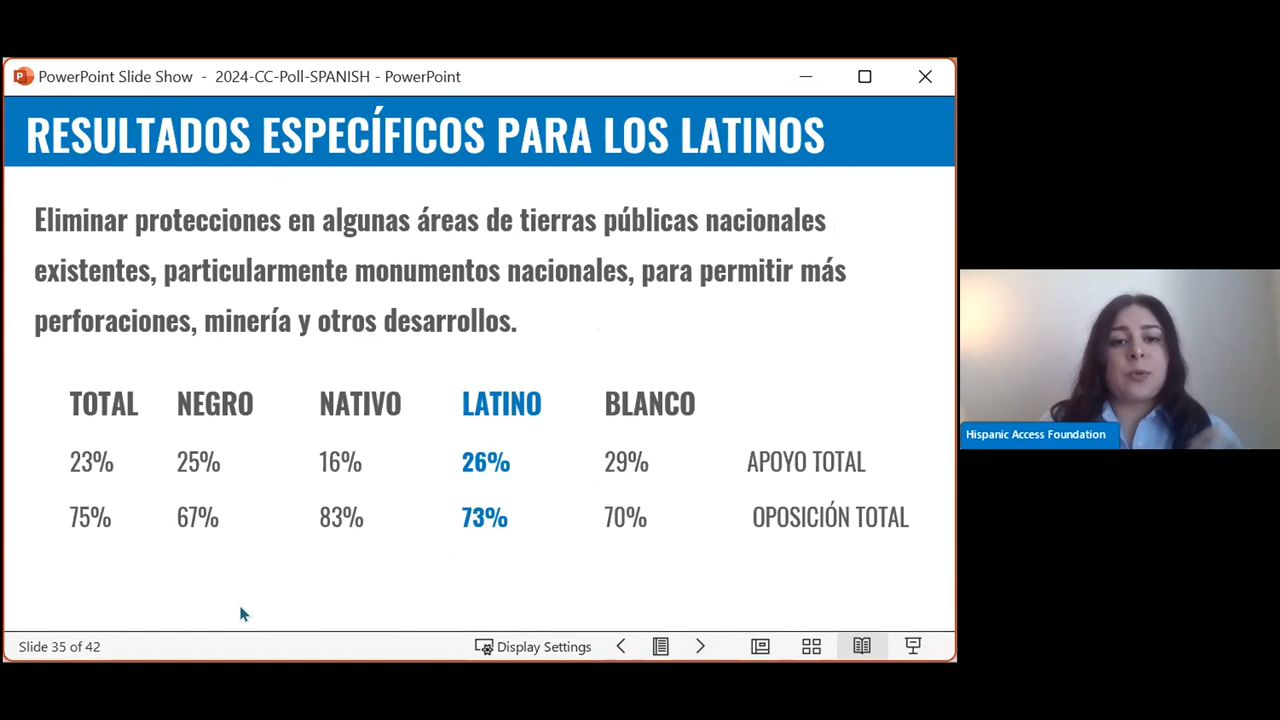 PowerPoint Slide Show - 2024-CC-Poll-SPANISH - PowerPoint
RESULTADOS ESPECÍFICOS PARA LOS LATINOS
Eliminar protecciones en algunas áreas de tierras públicas nacionales
existentes, particularmente monumentos nacionales, para permitir más
perforaciones, minería y otros desarrollos.
TOTAL NEGRO NATIVO LATINO BLANCO
23% 25% 16% 26% 29% APOYO TOTAL
75% 67% 83% 73% 70% OPOSICIÓN TOTAL
Hispanic Access Foundation
Slide 35 of 42 Display Settings